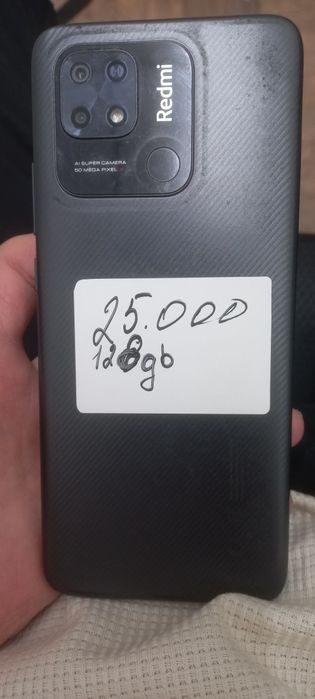 Redmi
AI SUPER CAMERA
50 MEGA PIXEL
25.000
128gb